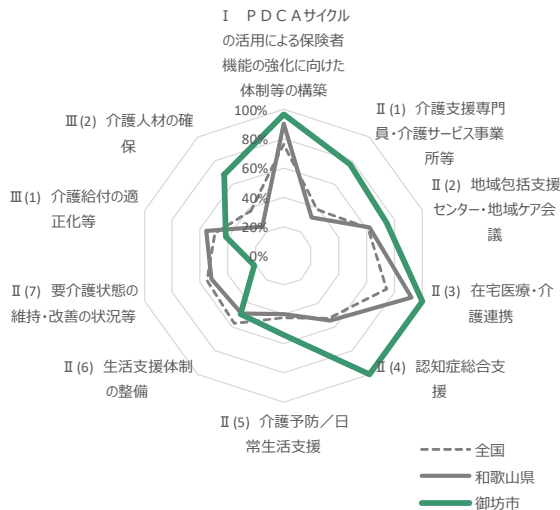 Ⅰ ＰＤＣＡサイクル
の活用による保険者
機能の強化に向けた
体制等の構築
Ⅱ(1) 介護支援専門
員・介護サービス事業
所等
Ⅱ(2) 地域包括支援
センター・地域ケア会
議
Ⅱ(3) 在宅医療・介
護連携
Ⅱ(4) 認知症総合支
援
Ⅱ(5) 介護予防／日
常生活支援
Ⅱ(6) 生活支援体制
の整備
Ⅱ(7) 要介護状態の
維持・改善の状況等
Ⅲ(1) 介護給付の適
正化等
Ⅲ(2) 介護人材の確
保
100%
80%
60%
40%
20%
0%
全国
和歌山県
御坊市